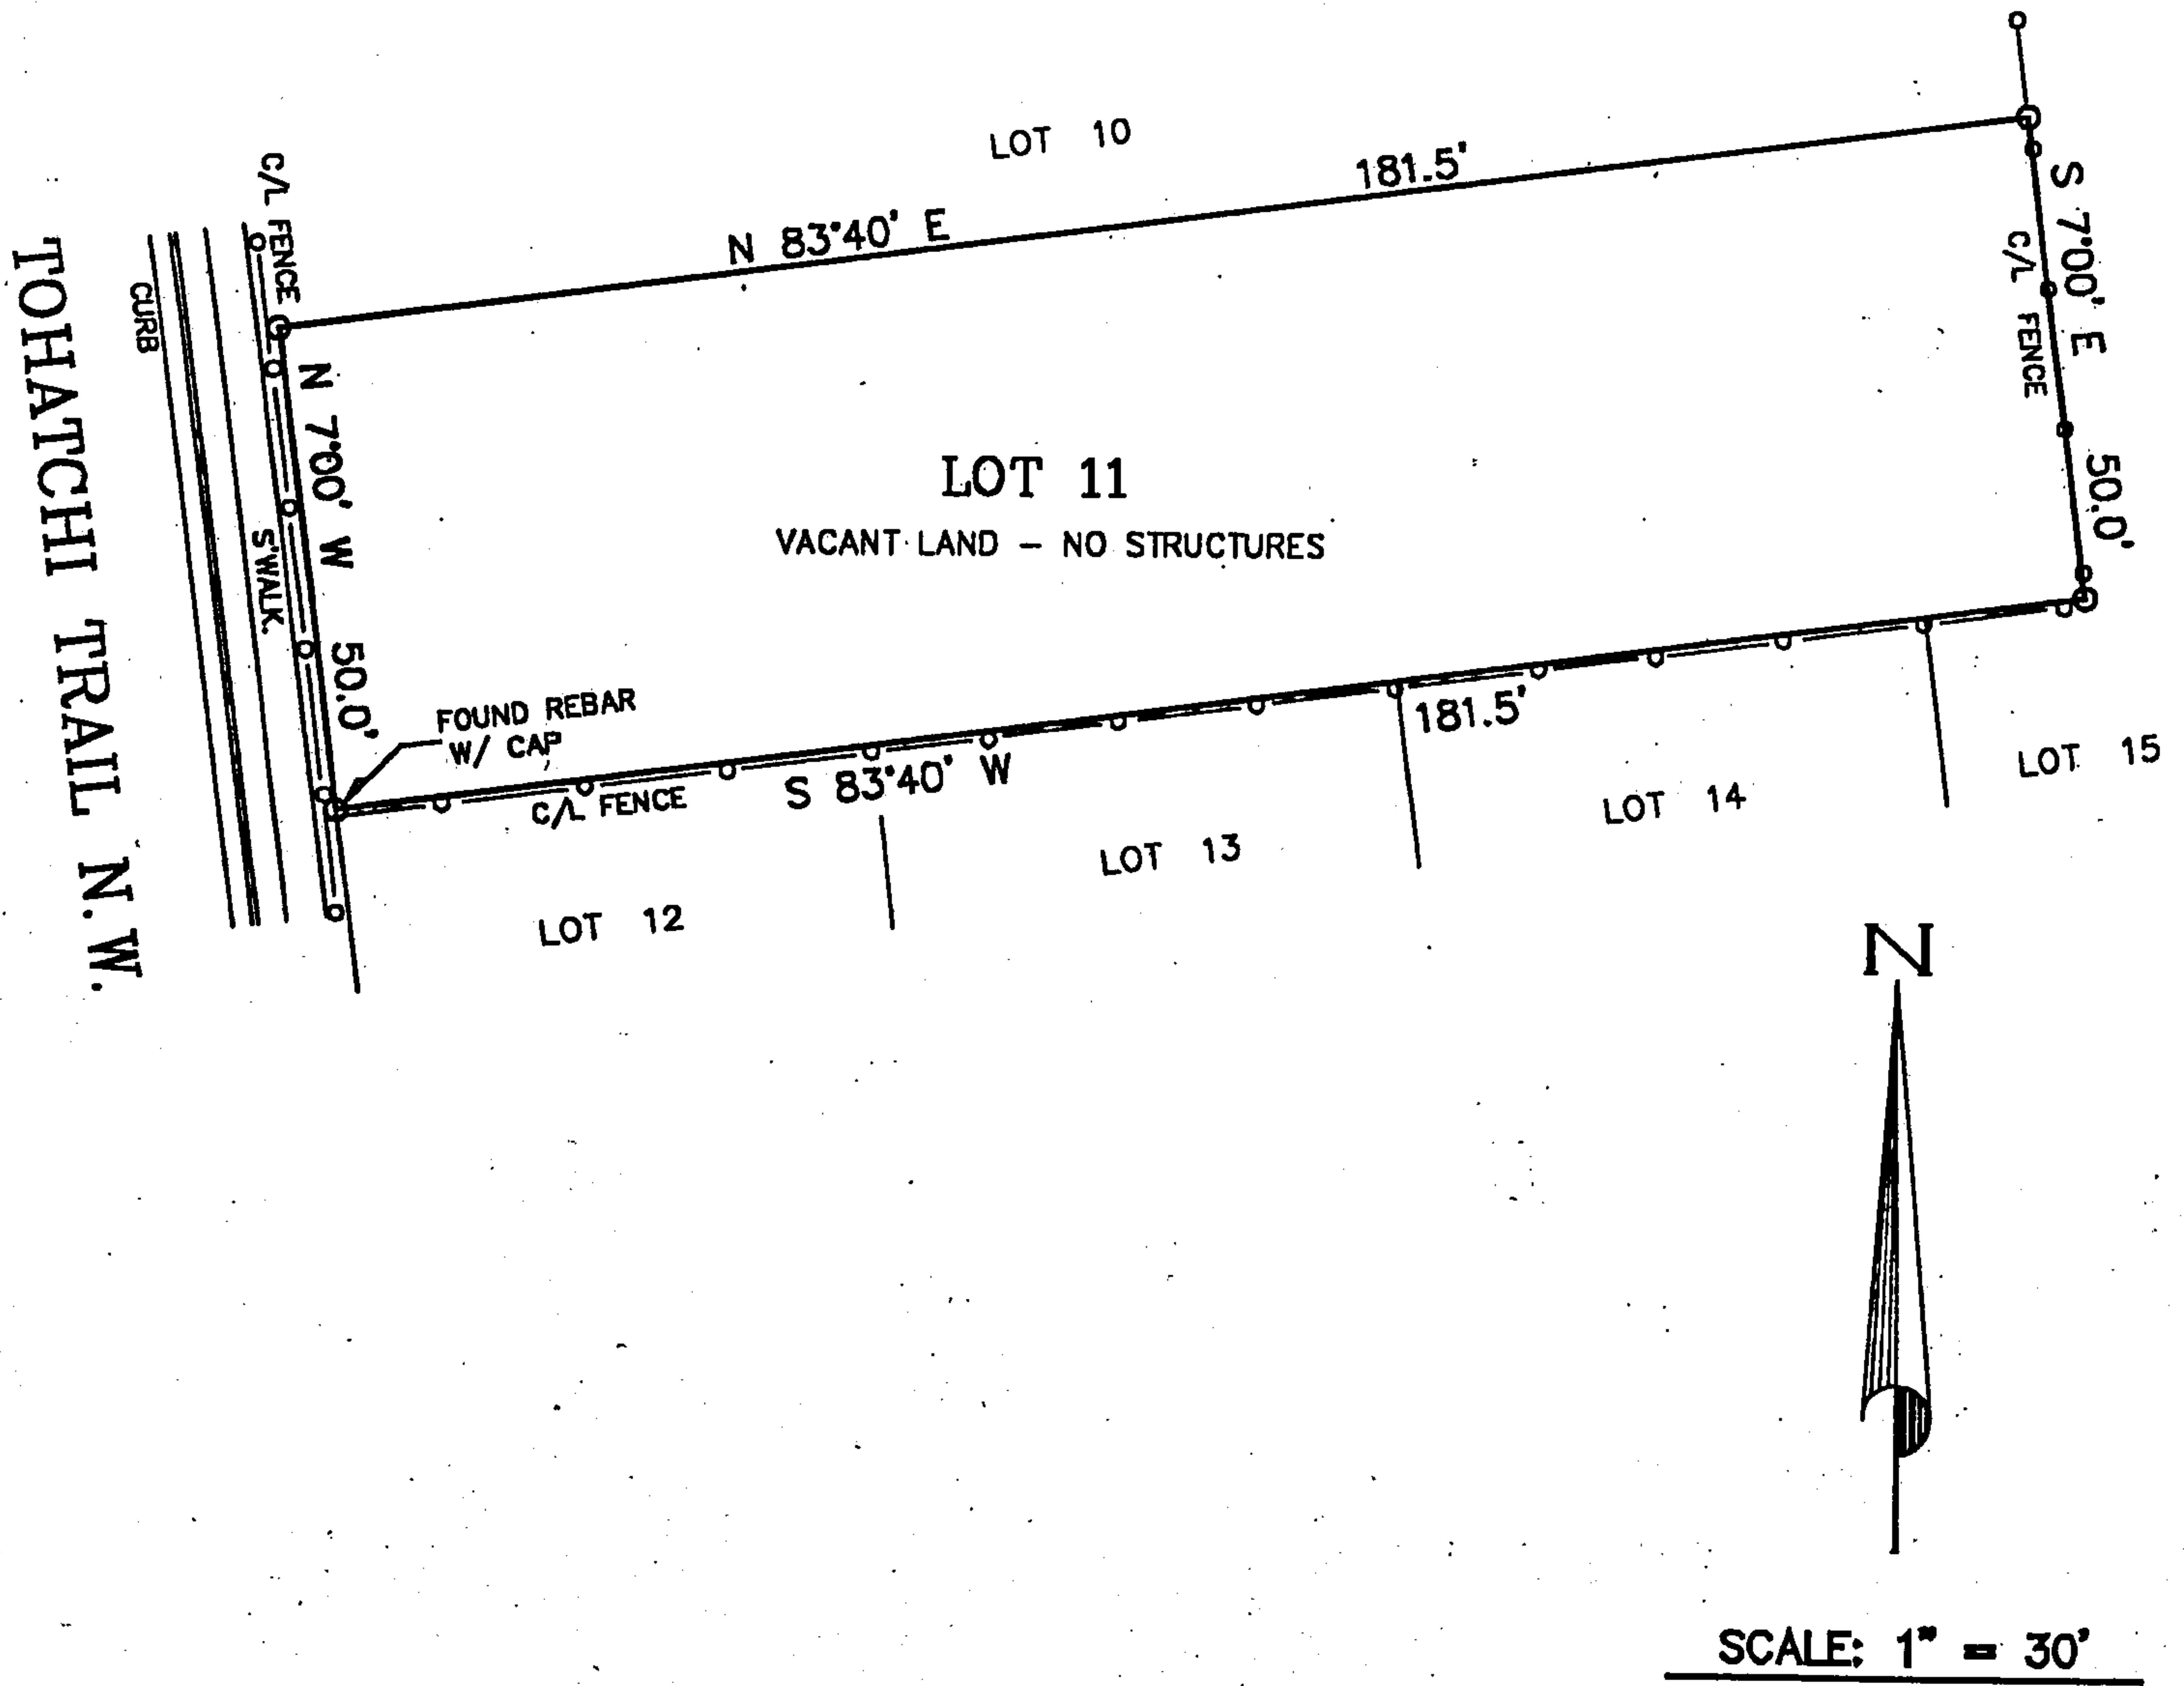 LOT 10
181.5'
N 83°40' E
C/L FENCE
S 7°00' E
C/L FENCE
50.0'
TOHATCHI TRAIL N.W.
CURB
S'WALK.
N 7°00' W
50.0'
LOT 11
VACANT LAND – NO STRUCTURES
FOUND REBAR
W/ CAP
C/L FENCE
S 83°40' W
181.5'
LOT 12
LOT 13
LOT 14
LOT 15
N
SCALE: 1" = 30'